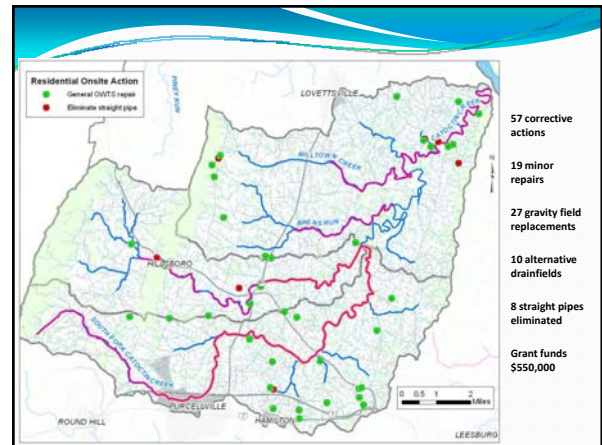 Residential Onsite Action
General OWTS repair
Eliminate straight pipe
PINEY RUN
LOVETTSVILLE
CATOCTIN CREEK
MILLTOWN CREEK
HILLSBORO
SOUTH FORK CATOCTIN CREEK
PURCELLVILLE
HAMILTON
ROUND HILL
LEESBURG
0 0.5 1 2
Miles
57 corrective
actions
19 minor
repairs
27 gravity field
replacements
10 alternative
drainfields
8 straight pipes
eliminated
Grant funds
$550,000